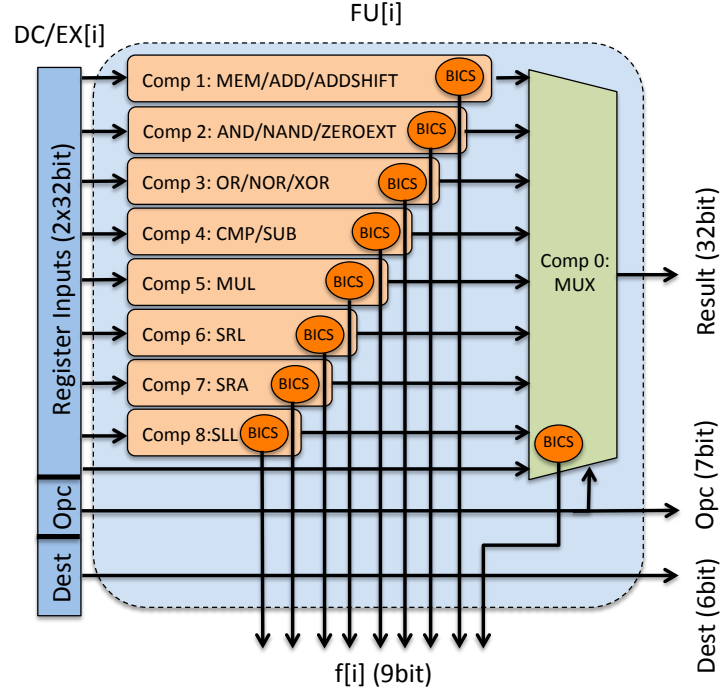 FU[i]
DC/EX[i]
Register Inputs (2x32bit)
Opc
Dest
Comp 1: MEM/ADD/ADDSHIFT
BICS
Comp 2: AND/NAND/ZEROEXT
BICS
Comp 3: OR/NOR/XOR
BICS
Comp 4: CMP/SUB
BICS
Comp 5: MUL
BICS
Comp 6: SRL
BICS
Comp 7: SRA
BICS
Comp 8:SLL
BICS
Comp 0:
MUX
BICS
Result (32bit)
Opc (7bit)
Dest (6bit)
f[i] (9bit)